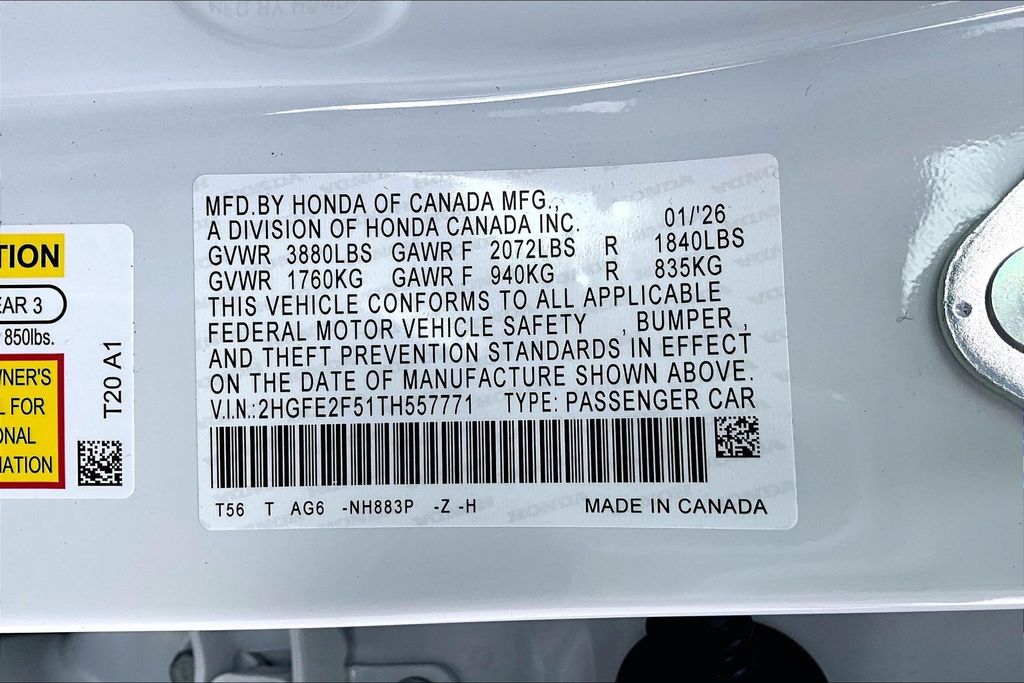 MFD.BY HONDA OF CANADA MFG.,
A DIVISION OF HONDA CANADA INC. 01/'26
GVWR 3880LBS GAWR F 2072LBS R 1840LBS
GVWR 1760KG GAWR F 940KG R 835KG
THIS VEHICLE CONFORMS TO ALL APPLICABLE
FEDERAL MOTOR VEHICLE SAFETY , BUMPER ,
AND THEFT PREVENTION STANDARDS IN EFFECT
ON THE DATE OF MANUFACTURE SHOWN ABOVE.
V.I.N.:2HGFE2F51TH557771 TYPE: PASSENGER CAR
T56 T AG6 -NH883P -Z -H MADE IN CANADA
TION
EAR 3
850lbs.
WNER'S
L FOR
ONAL
MATION
T20 A1